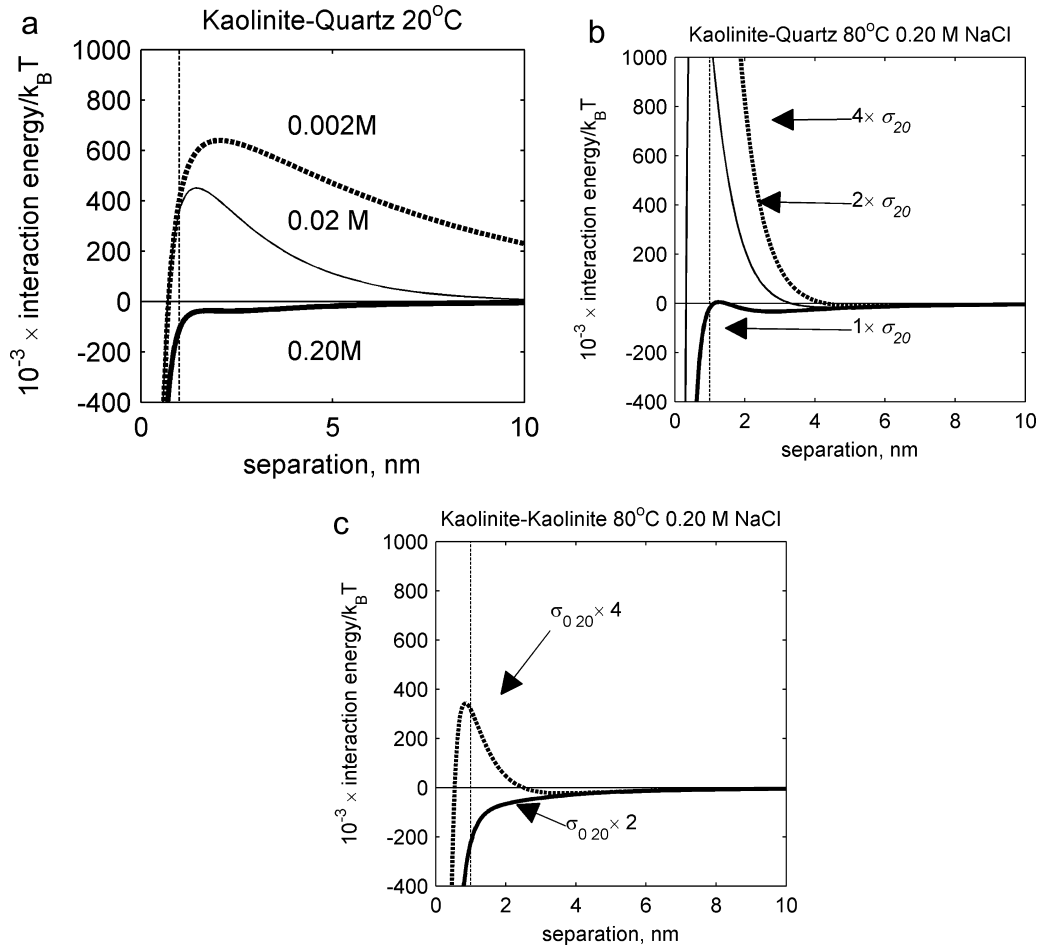 a
Kaolinite-Quartz 20°C
10⁻³ × interaction energy/k_BT
1000
800
600
400
200
0
-200
-400
0.002M
0.02 M
0.20M
0
5
10
separation, nm
b
Kaolinite-Quartz 80°C 0.20 M NaCl
10⁻³ × interaction energy/k_BT
1000
800
600
400
200
0
-200
-400
4× σ₂₀
2× σ₂₀
1× σ₂₀
0
2
4
6
8
10
separation, nm
c
Kaolinite-Kaolinite 80°C 0.20 M NaCl
10⁻³ × interaction energy/k_BT
1000
800
600
400
200
0
-200
-400
σ₀ ₂₀× 4
σ₀ ₂₀× 2
0
2
4
6
8
10
separation, nm